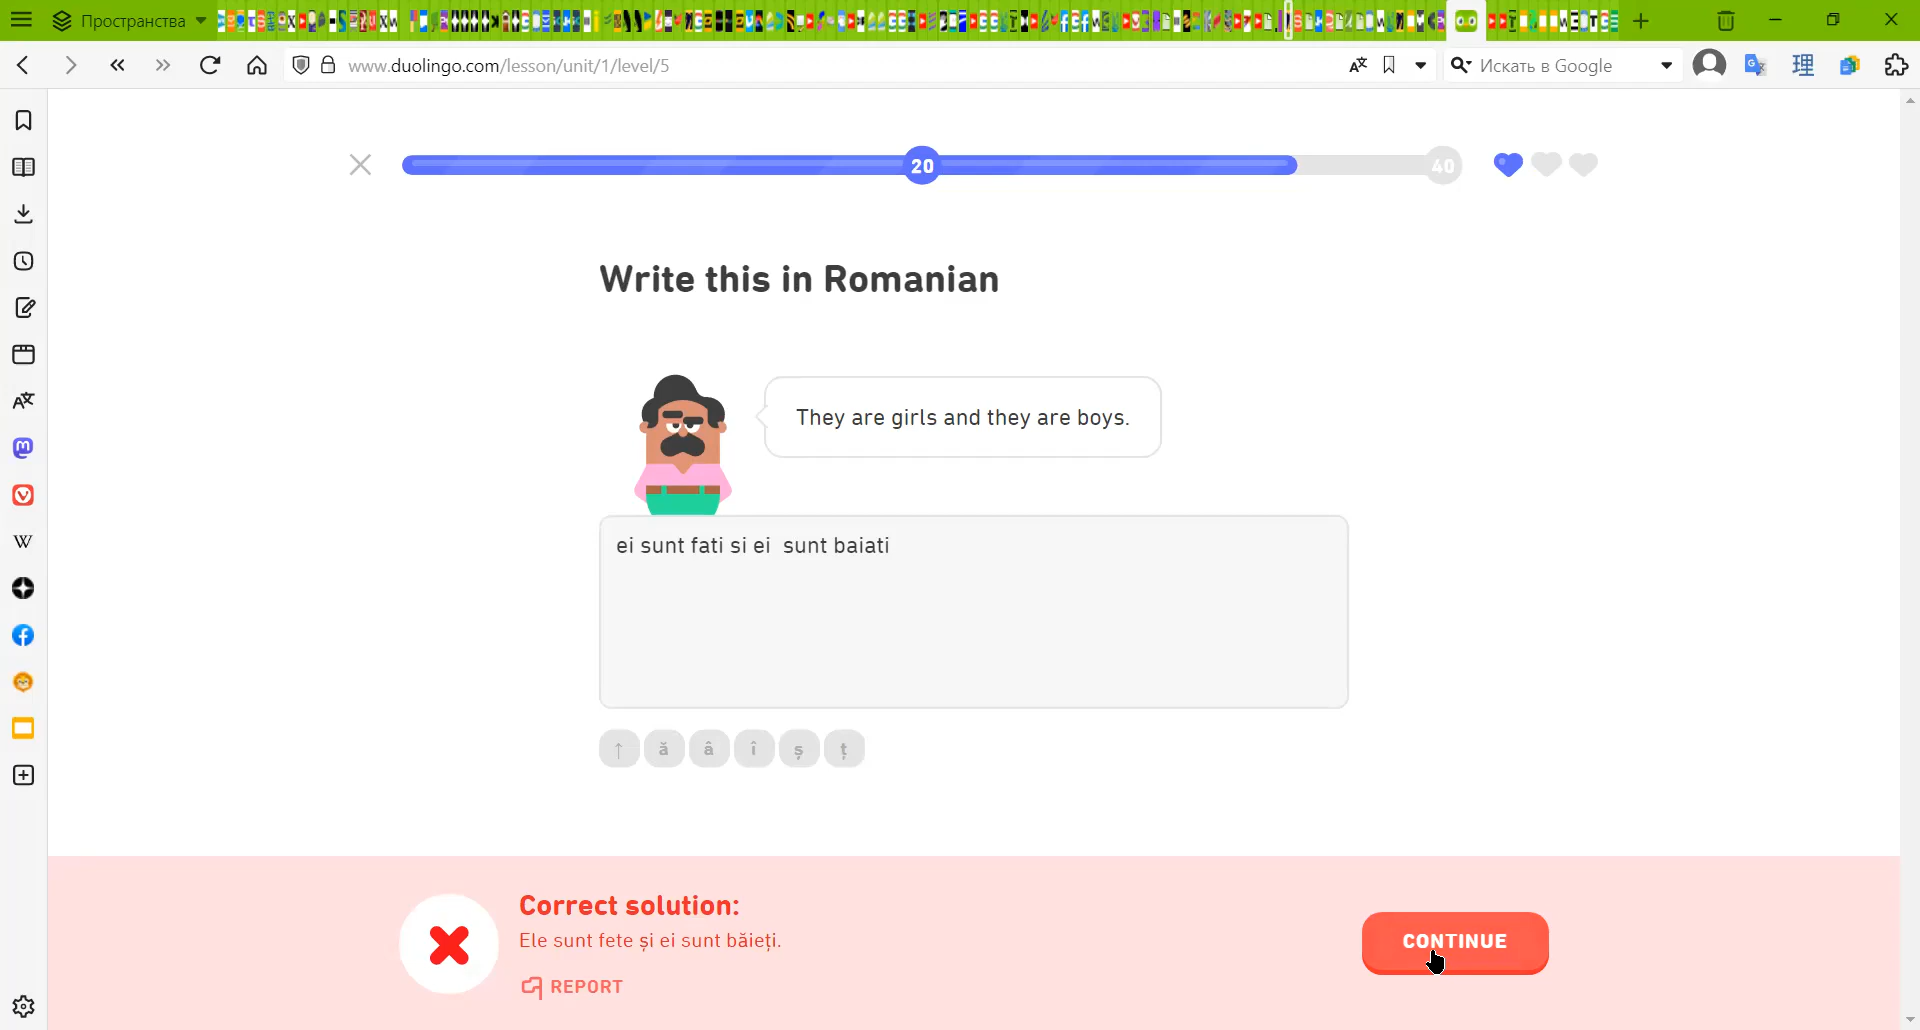 Пространства
www.duolingo.com/lesson/unit/1/level/5
Искать в Google
20
40
Write this in Romanian
They are girls and they are boys.
ei sunt fati si ei  sunt baiati
↑ ă â î ș ț
Correct solution:
Ele sunt fete și ei sunt băieți.
REPORT
CONTINUE